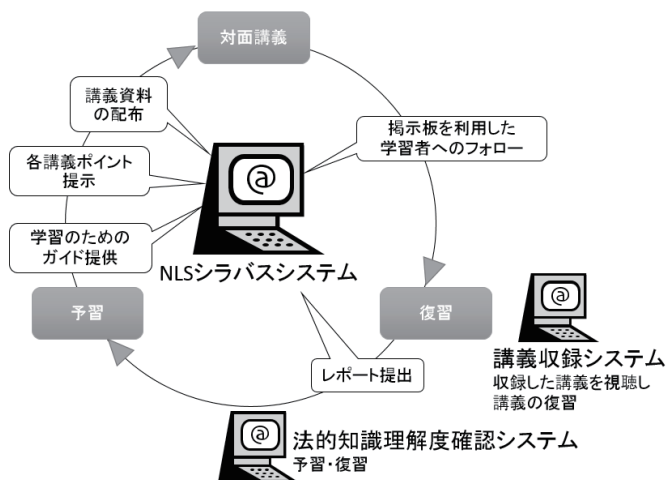 対面講義
講義資料
の配布
掲示板を利用した
学習者へのフォロー
各講義ポイント
提示
@
学習のための
ガイド提供
NLSシラバスシステム
予習
復習
@
講義収録システム
収録した講義を視聴し
講義の復習
レポート提出
@
法的知識理解度確認システム
予習・復習